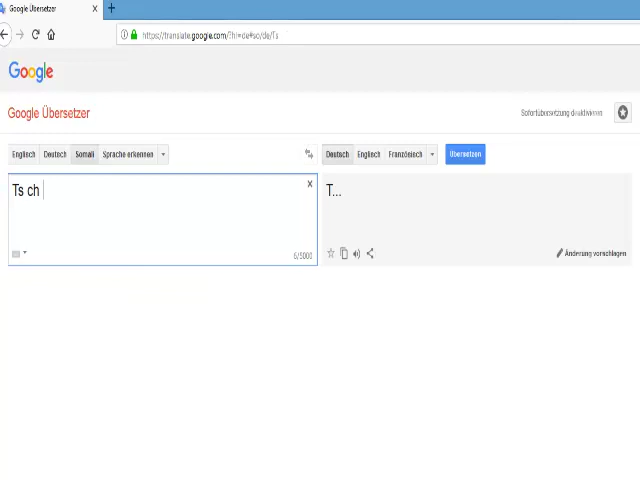 Google Übersetzer
https://translate.google.com/?hl=de#so/de/Ts
Google
Google Übersetzer
Sofortübersetzung deaktivieren
Englisch Deutsch Somali Sprache erkennen
Deutsch Englisch Französisch Übersetzen
Ts ch
T...
6/5000
Änderung vorschlagen